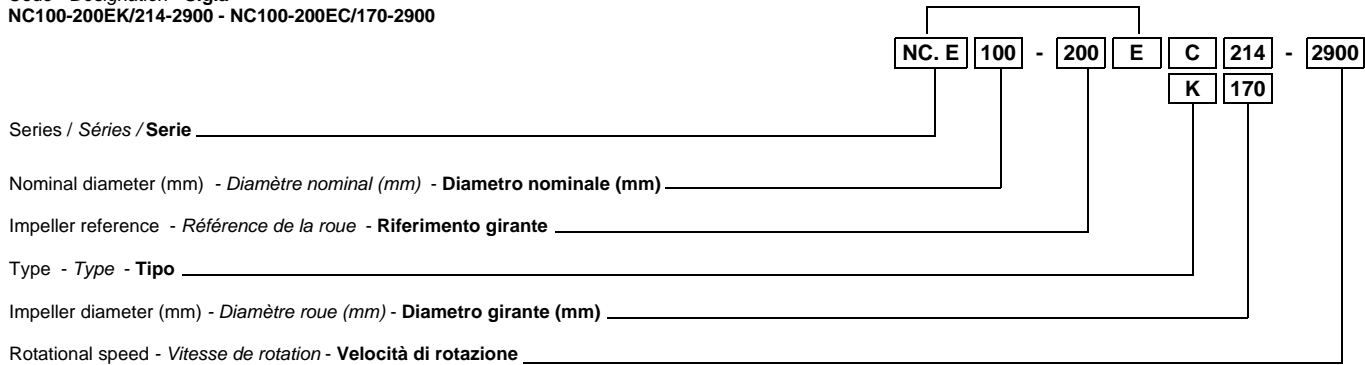 NC100-200EK/214-2900 - NC100-200EC/170-2900
NC. E 100 - 200 E C 214 - 2900
K 170
Series / Séries / Serie
Nominal diameter (mm) - Diamètre nominal (mm) - Diametro nominale (mm)
Impeller reference - Référence de la roue - Riferimento girante
Type - Type - Tipo
Impeller diameter (mm) - Diamètre roue (mm) - Diametro girante (mm)
Rotational speed - Vitesse de rotation - Velocità di rotazione